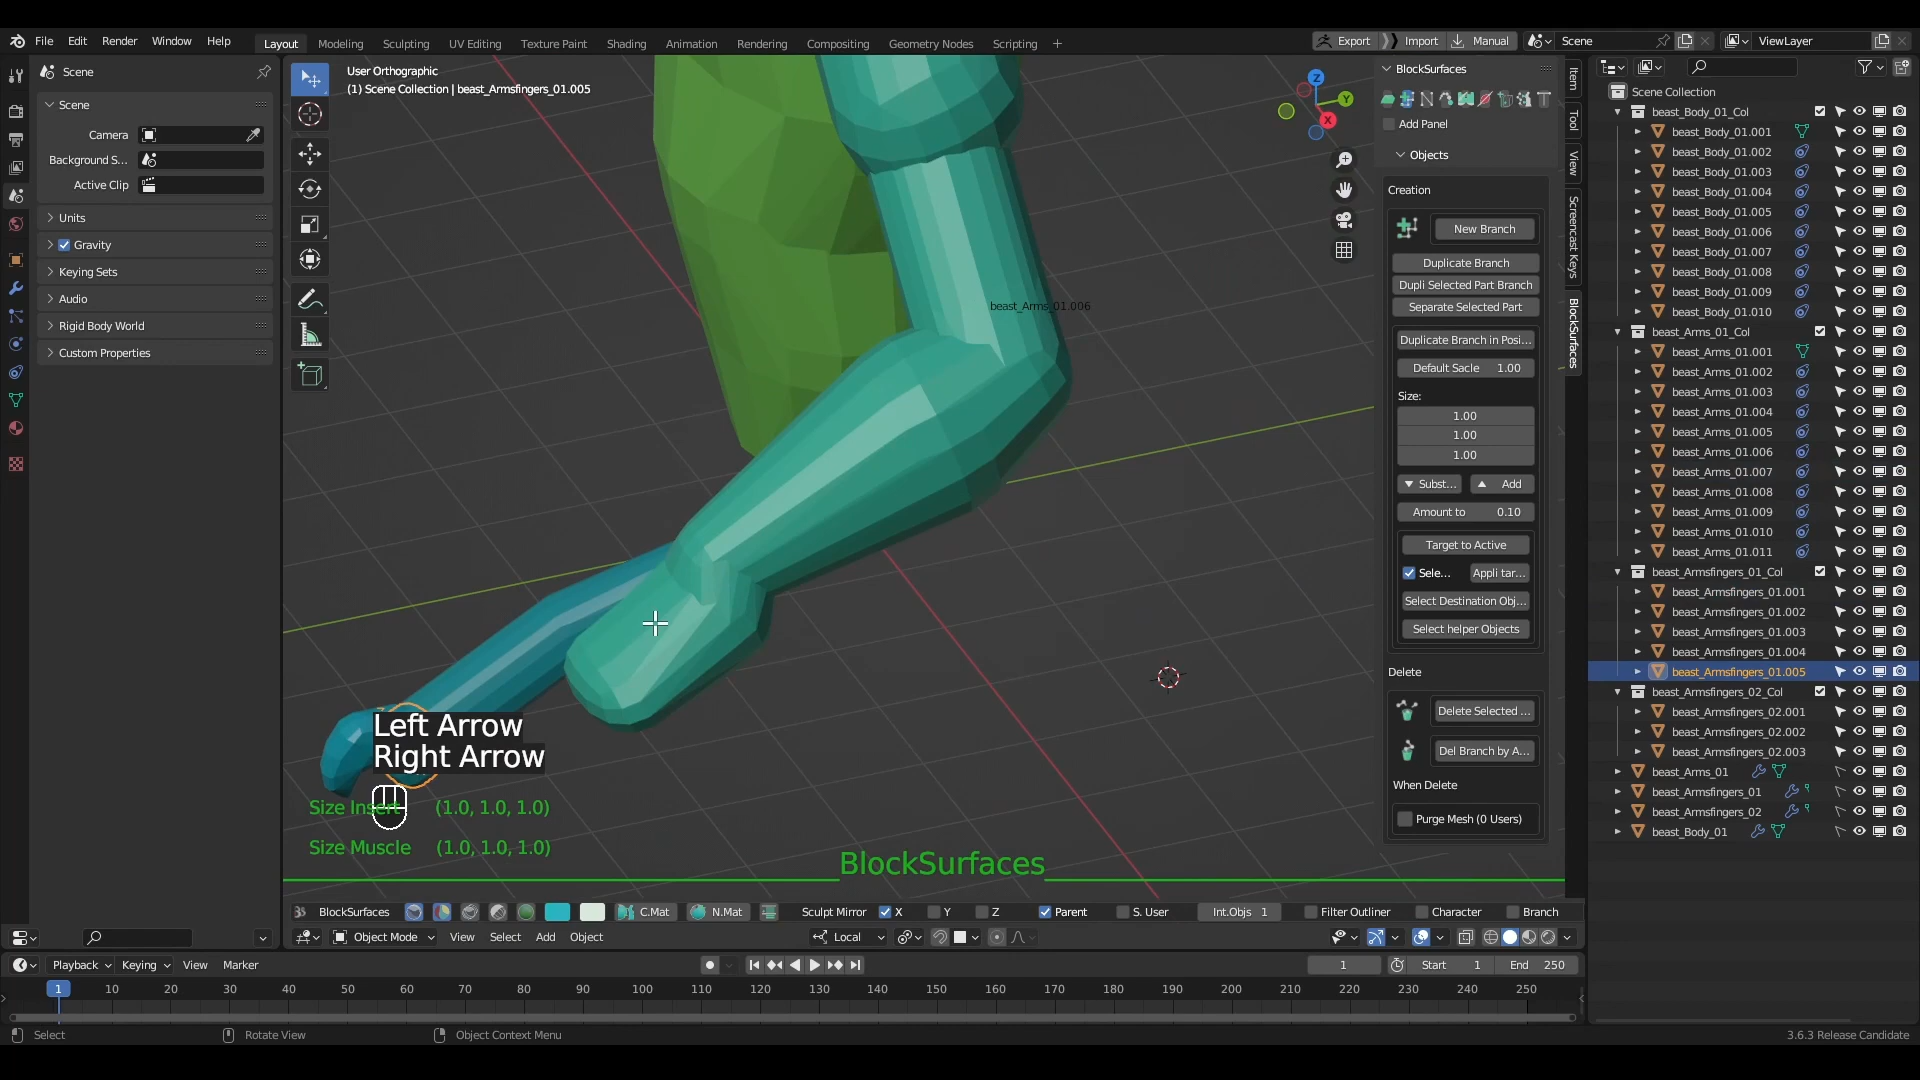 File Edit Render Window Help Layout Modeling Sculpting UV Editing Texture Paint Shading Animation Rendering Compositing Geometry Nodes Scripting + Export Import Manual Scene ViewLayer
Scene
Scene
Camera
Background S...
Active Clip
Units
Gravity
Keying Sets
Audio
Rigid Body World
Custom Properties
User Orthographic
(1) Scene Collection | beast_Armsfingers_01.005
Z
Y
X
beast_Arms_01.006
Left Arrow
Right Arrow
Size Insert (1.0, 1.0, 1.0)
Size Muscle (1.0, 1.0, 1.0)
BlockSurfaces
BlockSurfaces
Add Panel
Objects
Creation
New Branch
Duplicate Branch
Dupli Selected Part Branch
Separate Selected Part
Duplicate Branch in Posi...
Default Sacle 1.00
Size:
1.00
1.00
1.00
Subst... Add
Amount to 0.10
Target to Active
Sele... Appli tar...
Select Destination Obj...
Select helper Objects
Delete
Delete Selected ...
Del Branch by A...
When Delete
Purge Mesh (0 Users)
Item
Tool
View
Screencast Keys
BlockSurfaces
Scene Collection
beast_Body_01_Col
beast_Body_01.001
beast_Body_01.002
beast_Body_01.003
beast_Body_01.004
beast_Body_01.005
beast_Body_01.006
beast_Body_01.007
beast_Body_01.008
beast_Body_01.009
beast_Body_01.010
beast_Arms_01_Col
beast_Arms_01.001
beast_Arms_01.002
beast_Arms_01.003
beast_Arms_01.004
beast_Arms_01.005
beast_Arms_01.006
beast_Arms_01.007
beast_Arms_01.008
beast_Arms_01.009
beast_Arms_01.010
beast_Arms_01.011
beast_Armsfingers_01_Col
beast_Armsfingers_01.001
beast_Armsfingers_01.002
beast_Armsfingers_01.003
beast_Armsfingers_01.004
beast_Armsfingers_01.005
beast_Armsfingers_02_Col
beast_Armsfingers_02.001
beast_Armsfingers_02.002
beast_Armsfingers_02.003
beast_Arms_01
beast_Armsfingers_01
beast_Armsfingers_02
beast_Body_01
BlockSurfaces C.Mat N.Mat Sculpt Mirror X Y Z Parent S. User Int.Objs 1 Filter Outliner Character Branch
Object Mode View Select Add Object Local
Playback Keying View Marker 1 Start 1 End 250
1 10 20 30 40 50 60 70 80 90 100 110 120 130 140 150 160 170 180 190 200 210 220 230 240 250
Select Rotate View Object Context Menu 3.6.3 Release Candidate